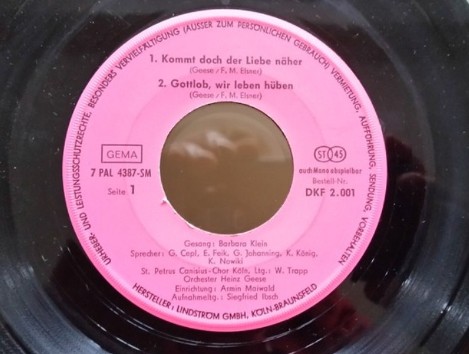 URHEBER- UND LEISTUNGSSCHUTZRECHTE, BESONDERS VERVIELFÄLTIGUNG (AUSSER ZUM PERSÖNLICHEN GEBRAUCH) VERMIETUNG, AUFFÜHRUNG, SENDUNG, VORBEHALTEN
1. Kommt doch der Liebe näher
(Geese/F. M. Elsner)
2. Gottlob, wir leben hüben
(Geese/F. M. Elsner)
GEMA
7 PAL 4387-SM
Seite 1
ST 45
auch Mono abspielbar
Bestell-Nr.
DKF 2.001
Gesang: Barbara Klein
Sprecher: G. Cepl, E. Feik, G. Johanning, K. König,
K. Nowiki
St. Petrus Canisius-Chor Köln, Ltg.: W. Trapp
Orchester Heinz Geese
Einrichtung: Armin Maiwald
Aufnahmeltg.: Siegfried Ibach
HERSTELLER: LINDSTRÖM GMBH, KÖLN-BRAUNSFELD